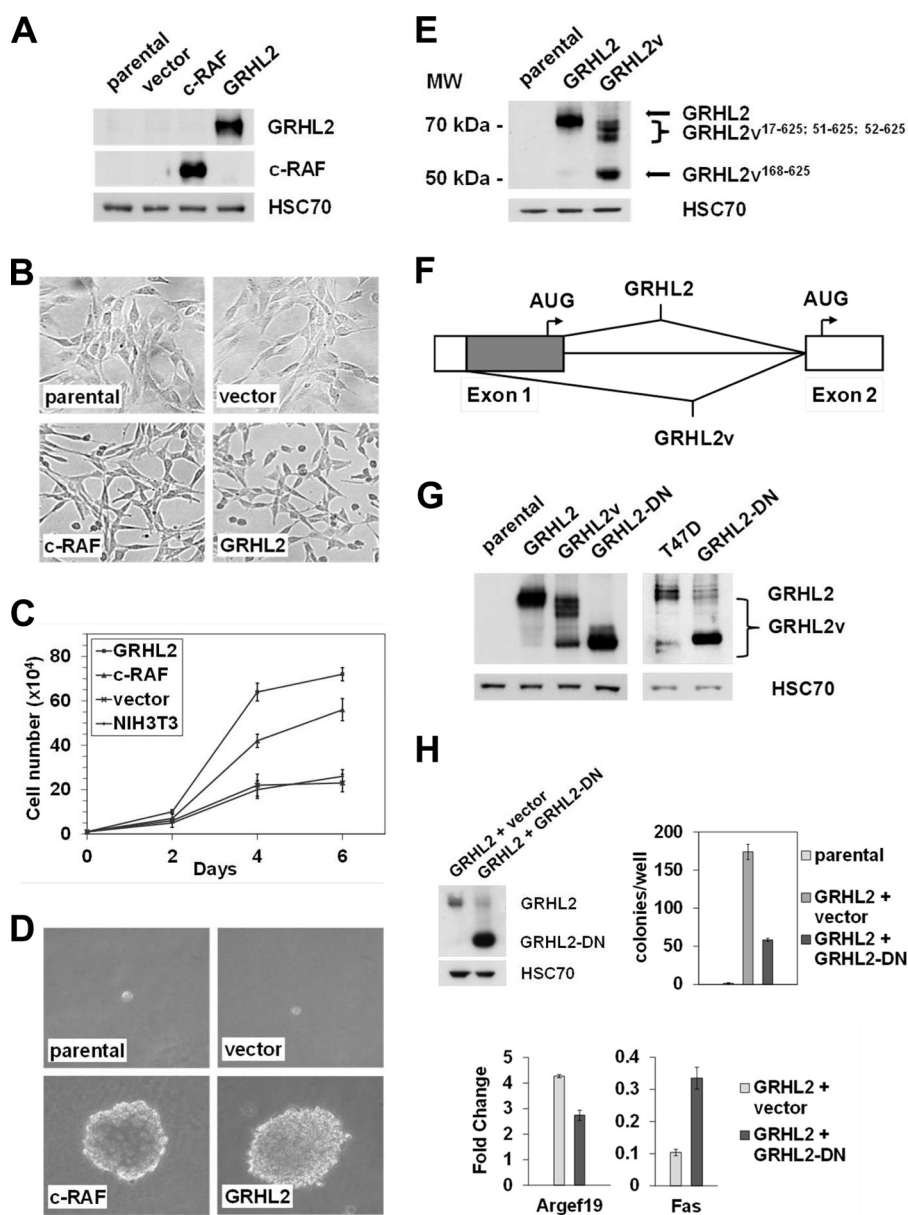 A
parental
vector
c-RAF
GRHL2
GRHL2
c-RAF
HSC70
B
parental
vector
c-RAF
GRHL2
C
Cell number (x10⁴)
80
60
40
20
0
GRHL2
c-RAF
vector
NIH3T3
0 2 4 6
Days
D
parental
vector
c-RAF
GRHL2
E
parental
GRHL2
GRHL2v
MW
70 kDa -
50 kDa -
GRHL2
GRHL2v17-625; 51-625; 52-625
GRHL2v168-625
HSC70
F
GRHL2
AUG
AUG
Exon 1
Exon 2
GRHL2v
G
parental
GRHL2
GRHL2v
GRHL2-DN
T47D
GRHL2-DN
GRHL2
GRHL2v
HSC70
H
GRHL2 + vector
GRHL2 + GRHL2-DN
GRHL2
GRHL2-DN
HSC70
colonies/well
200
150
100
50
0
parental
GRHL2 +
vector
GRHL2 +
GRHL2-DN
Fold Change
5
4
3
2
1
0
Argef19
0.4
0.3
0.2
0.1
0
Fas
GRHL2 +
vector
GRHL2 +
GRHL2-DN